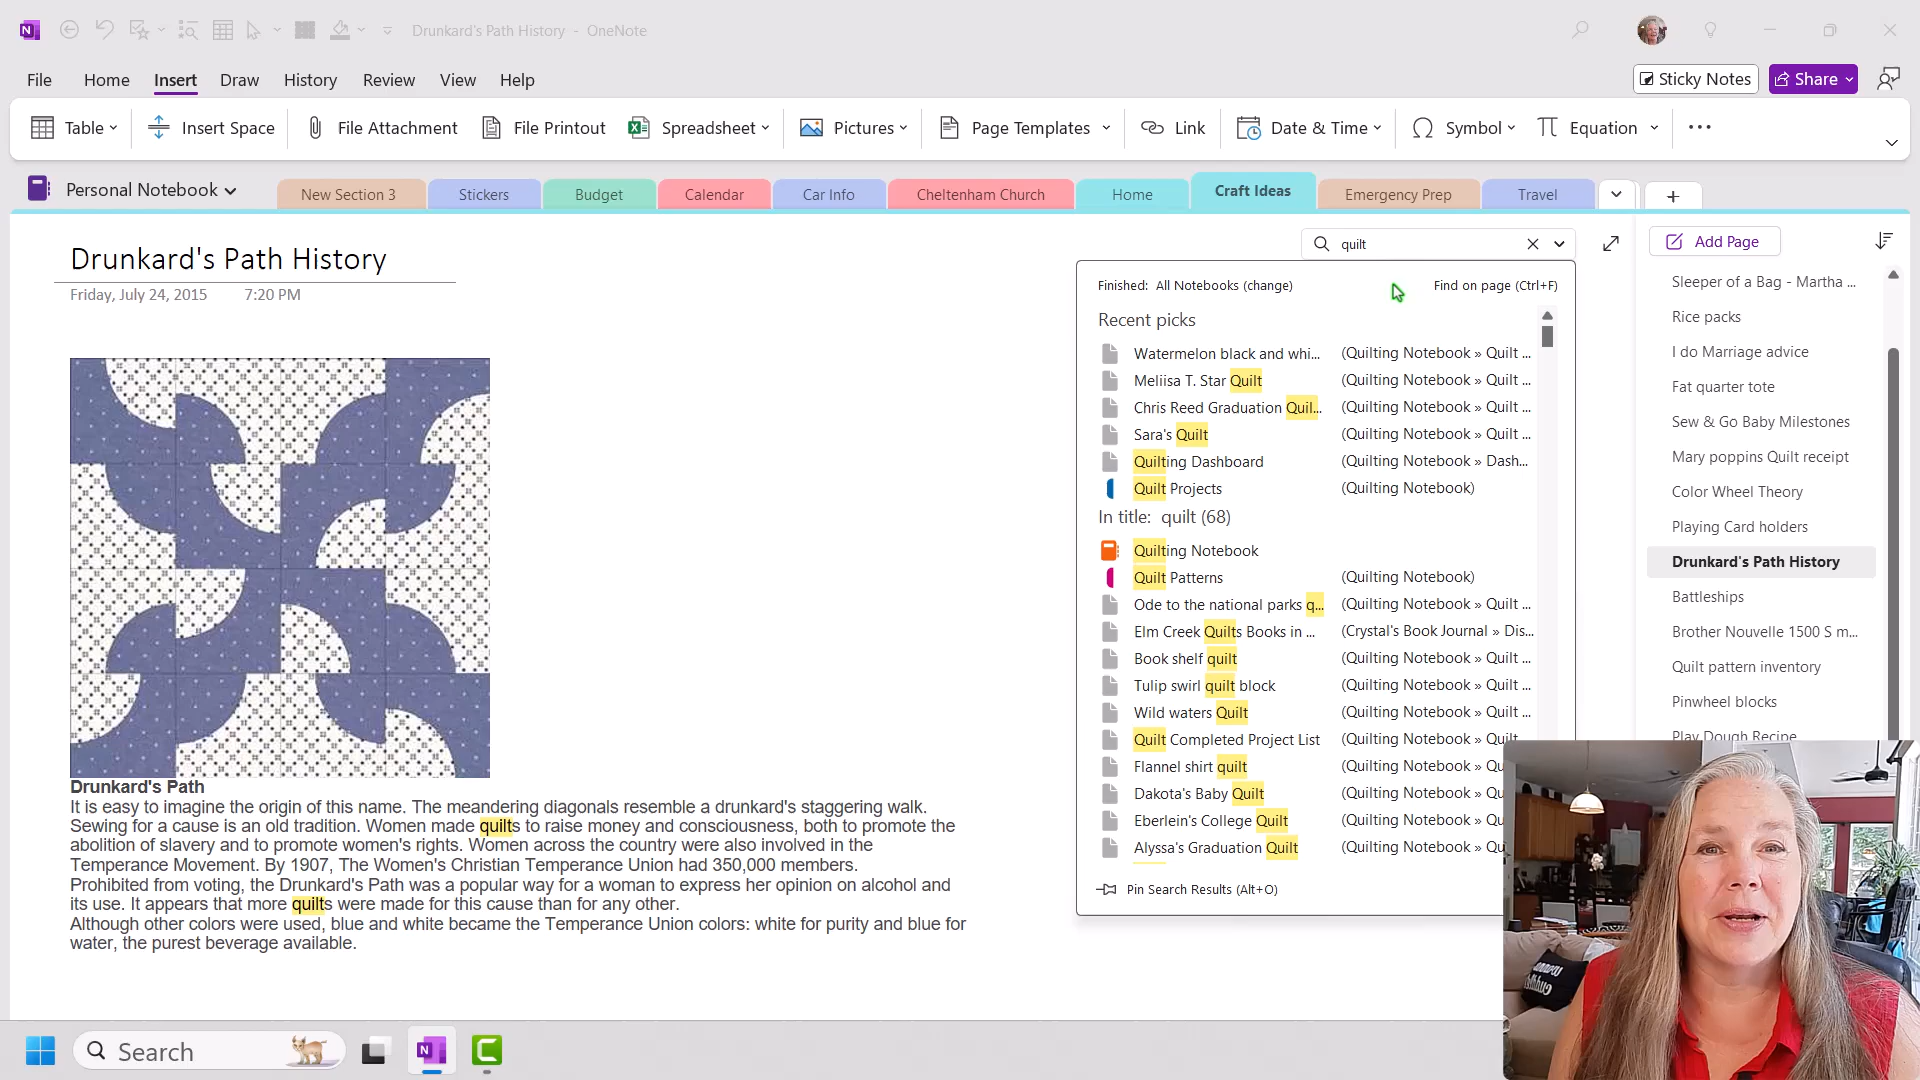 Drunkard's Path History - OneNote
File Home Insert Draw History Review View Help
Sticky Notes Share
Table Insert Space File Attachment File Printout Spreadsheet Pictures Page Templates Link Date & Time Symbol Equation
Personal Notebook New Section 3 Stickers Budget Calendar Car Info Cheltenham Church Home Craft Ideas Emergency Prep Travel
Drunkard's Path History
Friday, July 24, 2015 7:20 PM
Drunkard's Path
It is easy to imagine the origin of this name. The meandering diagonals resemble a drunkard's staggering walk.
Sewing for a cause is an old tradition. Women made quilts to raise money and consciousness, both to promote the
abolition of slavery and to promote women's rights. Women across the country were also involved in the
Temperance Movement. By 1907, The Women's Christian Temperance Union had 350,000 members.
Prohibited from voting, the Drunkard's Path was a popular way for a woman to express her opinion on alcohol and
its use. It appears that more quilts were made for this cause than for any other.
Although other colors were used, blue and white became the Temperance Union colors: white for purity and blue for
water, the purest beverage available.
quilt
Finished: All Notebooks (change) Find on page (Ctrl+F)
Recent picks
Watermelon black and whi... (Quilting Notebook » Quilt ...
Meliisa T. Star Quilt (Quilting Notebook » Quilt ...
Chris Reed Graduation Quil... (Quilting Notebook » Quilt ...
Sara's Quilt (Quilting Notebook » Quilt ...
Quilting Dashboard (Quilting Notebook » Dash...
Quilt Projects (Quilting Notebook)
In title: quilt (68)
Quilting Notebook
Quilt Patterns (Quilting Notebook)
Ode to the national parks q... (Quilting Notebook » Quilt ...
Elm Creek Quilts Books in ... (Crystal's Book Journal » Dis...
Book shelf quilt (Quilting Notebook » Quilt ...
Tulip swirl quilt block (Quilting Notebook » Quilt ...
Wild waters Quilt (Quilting Notebook » Quilt ...
Quilt Completed Project List (Quilting Notebook » Quilt ...
Flannel shirt quilt (Quilting Notebook » Qu
Dakota's Baby Quilt (Quilting Notebook » Qu
Eberlein's College Quilt (Quilting Notebook » Qu
Alyssa's Graduation Quilt (Quilting Notebook » Qu
Pin Search Results (Alt+O)
Add Page
Sleeper of a Bag - Martha ...
Rice packs
I do Marriage advice
Fat quarter tote
Sew & Go Baby Milestones
Mary poppins Quilt receipt
Color Wheel Theory
Playing Card holders
Drunkard's Path History
Battleships
Brother Nouvelle 1500 S m...
Quilt pattern inventory
Pinwheel blocks
Play Dough Recipe
Search